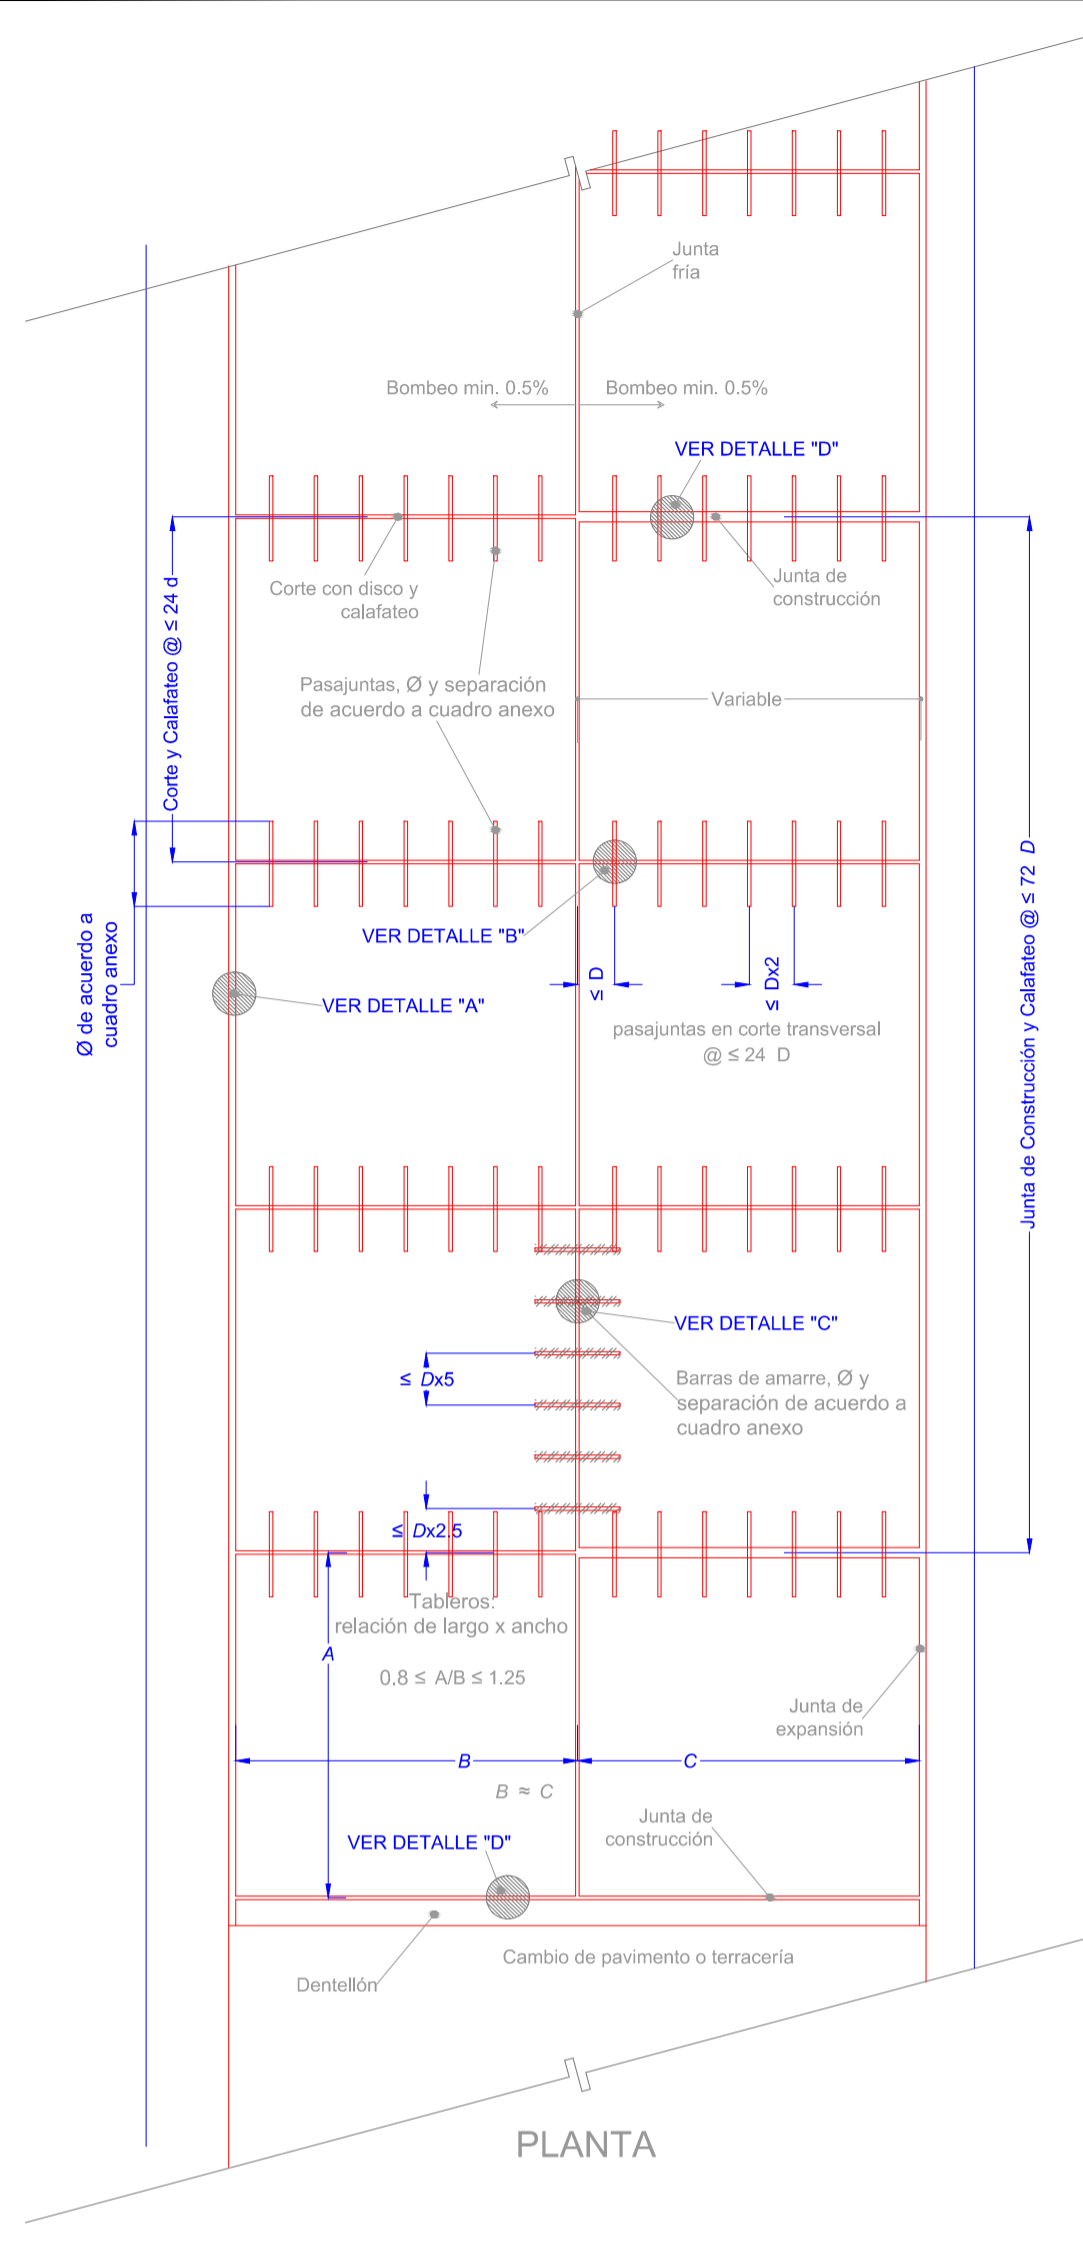 Junta
fría
Bombeo min. 0.5%
Bombeo min. 0.5%
VER DETALLE "D"
Corte con disco y
calafateo
Junta de
construcción
Corte y Calafateo @ ≤ 24 d
Pasajuntas, Ø y separación
de acuerdo a cuadro anexo
Variable
Junta de Construcción y Calafateo @ ≤ 72 D
Ø de acuerdo a
cuadro anexo
VER DETALLE "B"
≤ D
≤ Dx2
VER DETALLE "A"
pasajuntas en corte transversal
@ ≤ 24 D
VER DETALLE "C"
≤ Dx5
Barras de amarre, Ø y
separación de acuerdo a
cuadro anexo
≤ Dx2.5
Tableros:
relación de largo x ancho
A
0.8 ≤ A/B ≤ 1.25
Junta de
expansión
B
C
B ≈ C
Junta de
construcción
VER DETALLE "D"
Cambio de pavimento o terracería
Dentellón
PLANTA